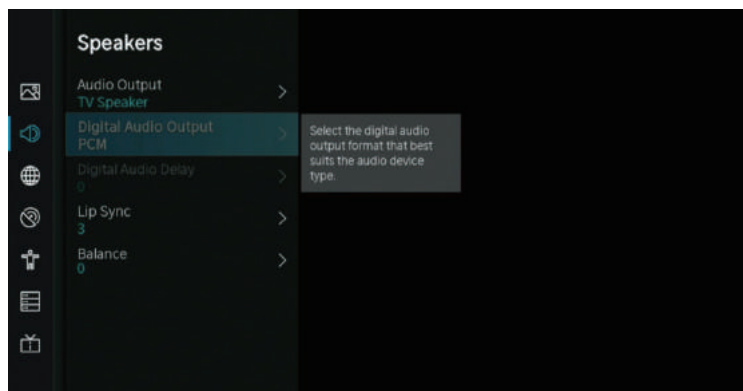 Speakers
Audio Output
TV Speaker
Digital Audio Output
PCM
Select the digital audio
output format that best
suits the audio device
type.
Digital Audio Delay
0
Lip Sync
3
Balance
0